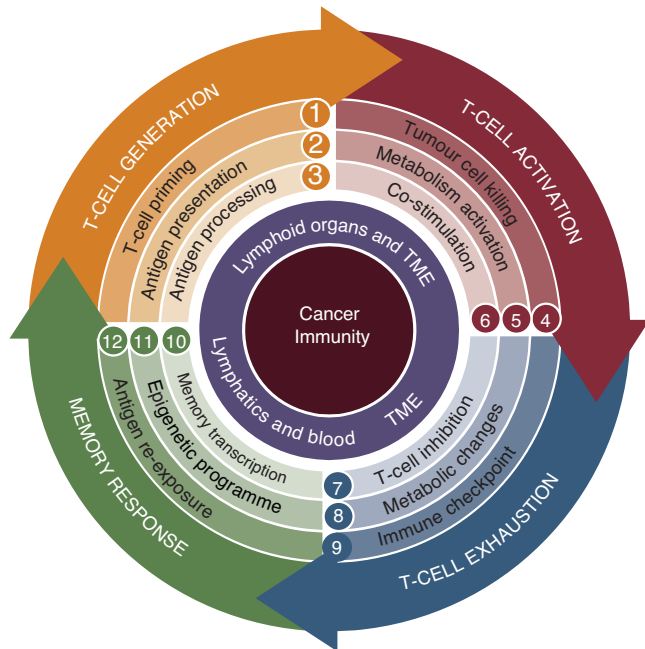 T-CELL GENERATION
1
T-cell priming
2
Antigen presentation
3
Antigen processing
T-CELL ACTIVATION
Tumour cell killing
4
Metabolism activation
5
Co-stimulation
6
T-CELL EXHAUSTION
7
T-cell inhibition
8
Metabolic changes
9
Immune checkpoint
MEMORY RESPONSE
10
Memory transcription
11
Epigenetic programme
12
Antigen re-exposure
Lymphoid organs and TME
TME
Lymphatics and blood
Cancer
Immunity